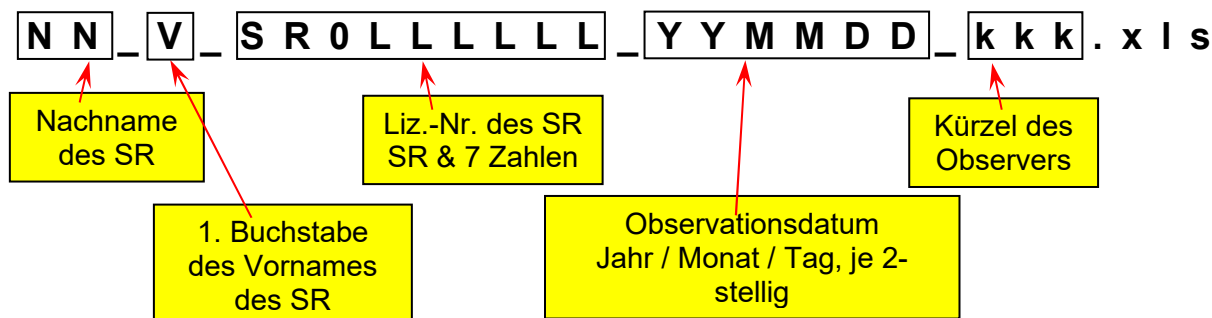 N N _ V _ S R 0 L L L L L L _ Y Y M M D D _ k k k . x l s
Nachname
des SR
Liz.-Nr. des SR
SR & 7 Zahlen
Kürzel des
Observers
1. Buchstabe
des Vornames
des SR
Observationsdatum
Jahr / Monat / Tag, je 2-
stellig